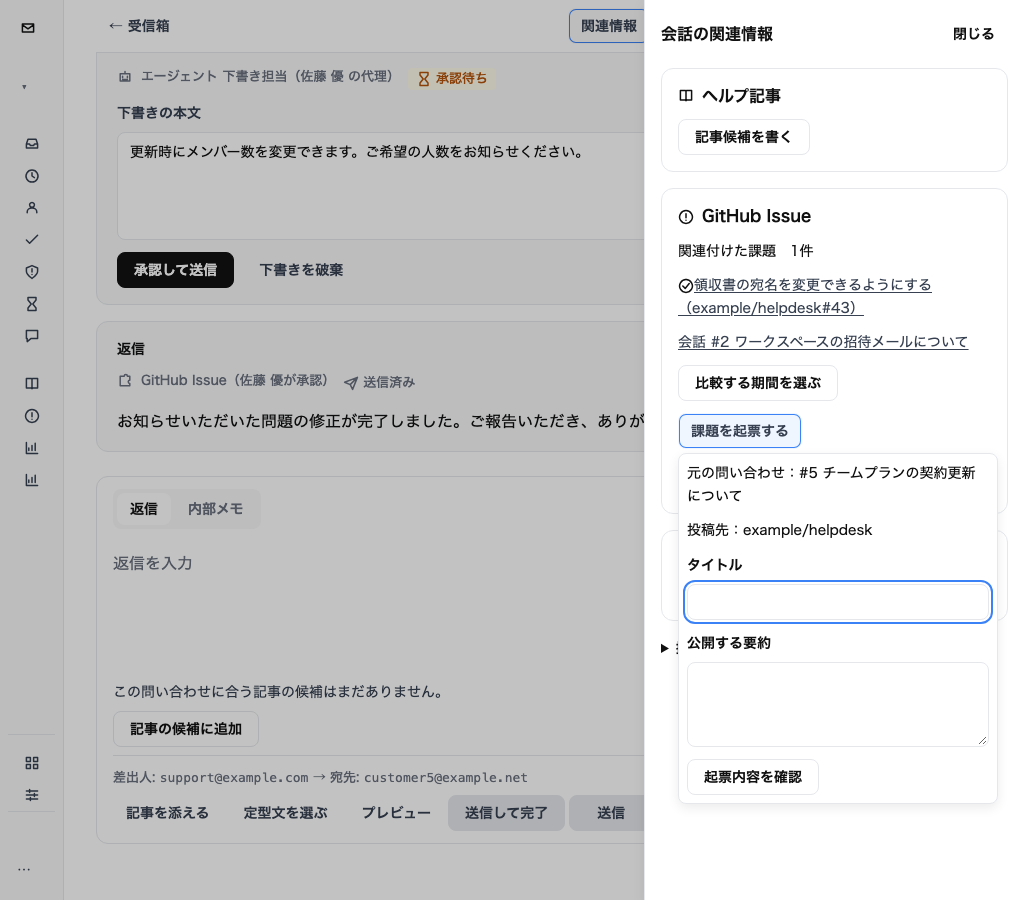 ← 受信箱
関連情報
エージェント 下書き担当（佐藤 優 の代理）
承認待ち
下書きの本文
更新時にメンバー数を変更できます。ご希望の人数をお知らせください。
承認して送信
下書きを破棄
返信
GitHub Issue（佐藤 優が承認）
送信済み
お知らせいただいた問題の修正が完了しました。ご報告いただき、ありが
返信
内部メモ
返信を入力
この問い合わせに合う記事の候補はまだありません。
記事の候補に追加
差出人: support@example.com → 宛先: customer5@example.net
記事を添える
定型文を選ぶ
プレビュー
送信して完了
送信
会話の関連情報
閉じる
ヘルプ記事
記事候補を書く
GitHub Issue
関連付けた課題 1件
領収書の宛名を変更できるようにする
（example/helpdesk#43）
会話 #2 ワークスペースの招待メールについて
比較する期間を選ぶ
課題を起票する
元の問い合わせ：#5 チームプランの契約更新
について
投稿先：example/helpdesk
タイトル
公開する要約
起票内容を確認